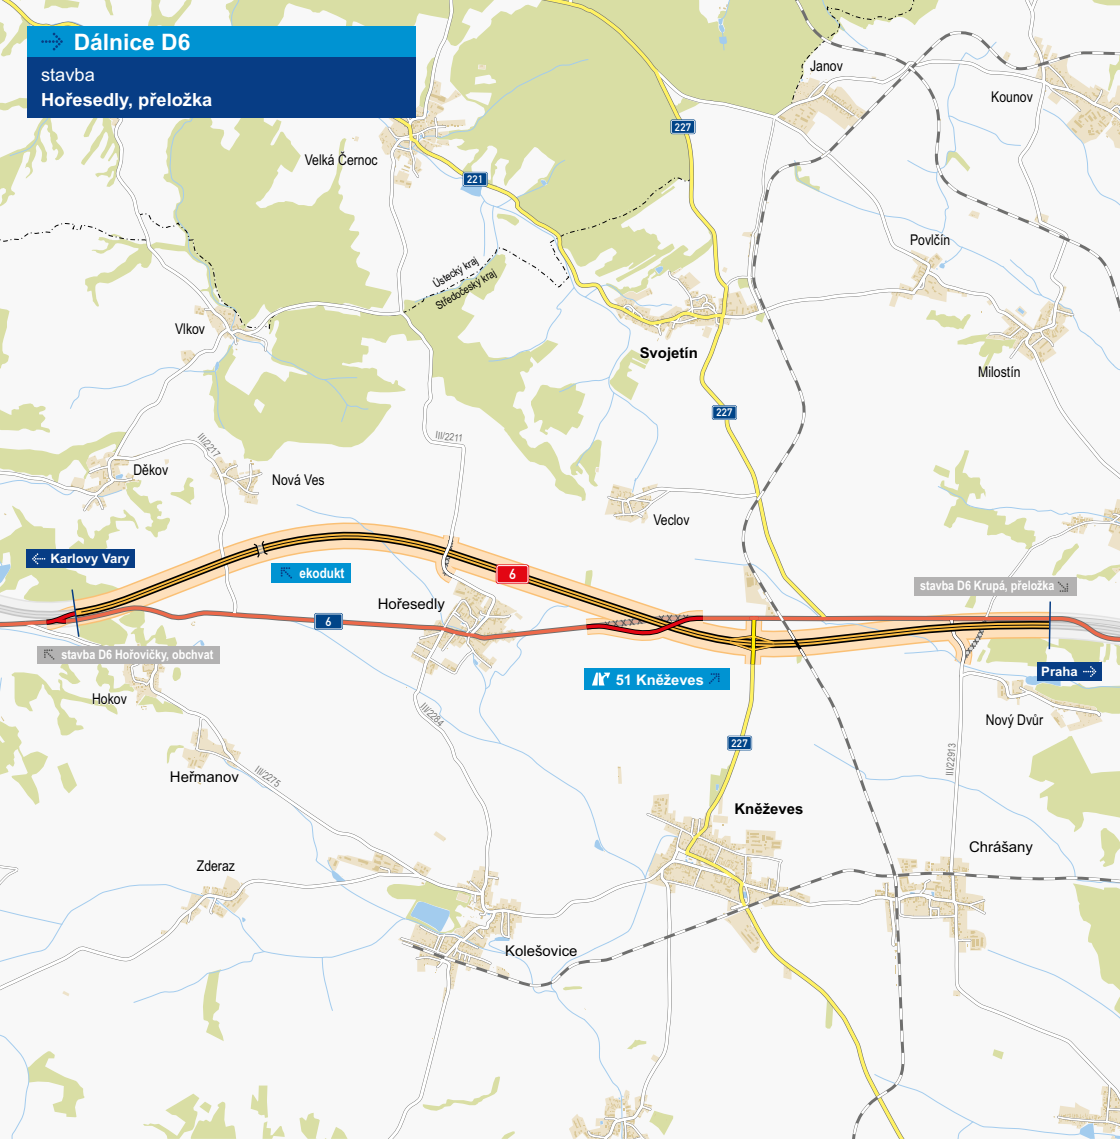 Dálnice D6
stavba
Hořesedly, přeložka
Janov
Kounov
227
Velká Černoc
221
Povlčín
Ústecký kraj
Středočeský kraj
Vlkov
Svojetín
Milostín
227
III/2211
III/2217
Děkov
Nová Ves
Veclov
Karlovy Vary
ekodukt
6
stavba D6 Krupá, přeložka
Hořesedly
6
XXXXX XXXX
stavba D6 Hořovičky, obchvat
51 Kněževes
Praha
Hokov
Nový Dvůr
III/2284
227
III/22913
Heřmanov
III/2275
Kněževes
Chrášany
Zderaz
Kolešovice